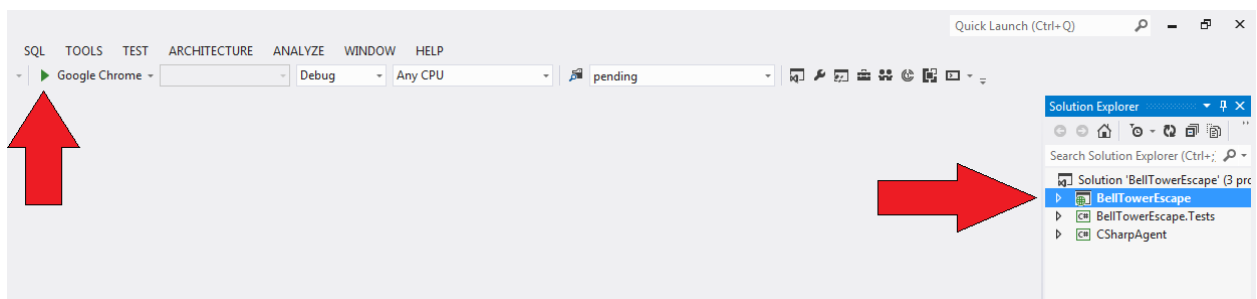 Quick Launch (Ctrl+Q)
SQL TOOLS TEST ARCHITECTURE ANALYZE WINDOW HELP
Google Chrome Debug Any CPU pending
Solution Explorer
Search Solution Explorer (Ctrl+;
Solution 'BellTowerEscape' (3 pro
BellTowerEscape
C# BellTowerEscape.Tests
C# CSharpAgent